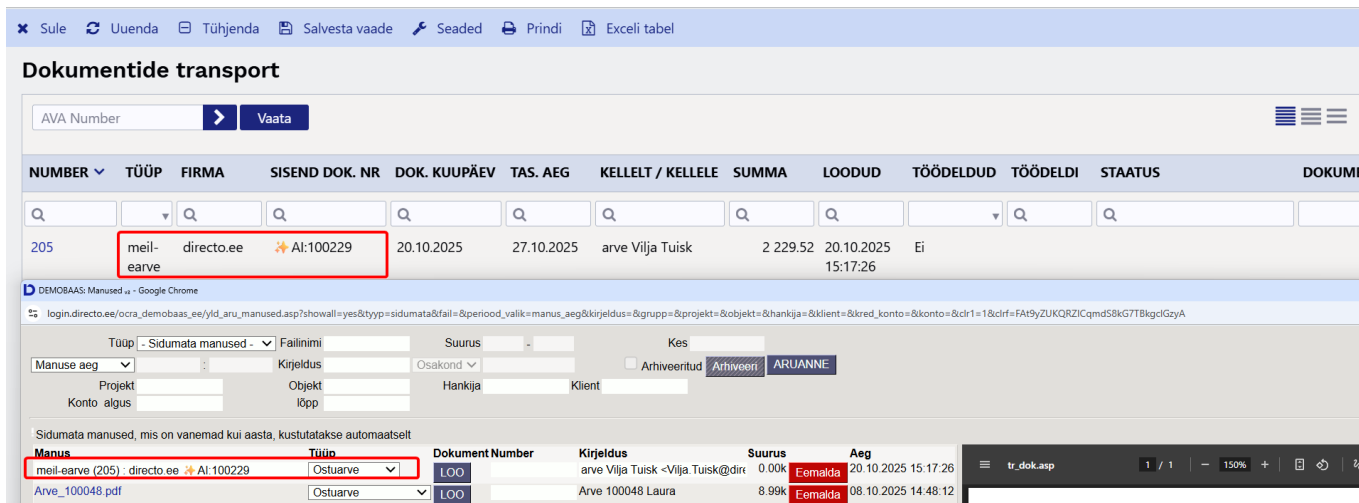 Sule Uuenda Tühjenda Salvesta vaade Seaded Prindi Exceli tabel
Dokumentide transport
AVA Number Vaata
NUMBER TÜÜP FIRMA SISEND DOK. NR DOK. KUUPÄEV TAS. AEG KELLELT / KELLELE SUMMA LOODUD TÖÖDELDUD TÖÖDELDI STAATUS DOKUM
205 meil- directo.ee AI:100229 20.10.2025 27.10.2025 arve Vilja Tuisk 2 229.52 20.10.2025 Ei
earve 15:17:26
DEMOBAAS: Manused v2 - Google Chrome
login.directo.ee/ocra_demobaas_ee/yld_aru_manused.asp?showall=yes&tyyp=sidumata&fail=&periood_valik=manus_aeg&kirjeldus=&grupp=&projekt=&objekt=&hankija=&klient=&kred_konto=&konto=&clr1=1&clrf=FAt9yZUKQRZICqmdS8kG7TBkgclGzyA
Tüüp - Sidumata manused - Failinimi Suurus - Kes
Manuse aeg : Kirjeldus Osakond Arhiveeritud Arhiveeri ARUANNE
Projekt Objekt Hankija Klient
Konto algus lõpp
Sidumata manused, mis on vanemad kui aasta, kustutatakse automaatselt
Manus Tüüp Dokument Number Kirjeldus Suurus Aeg
meil-earve (205) : directo.ee AI:100229 Ostuarve LOO arve Vilja Tuisk <Vilja.Tuisk@dire 0.00k Eemalda 20.10.2025 15:17:26
tr_dok.asp 1 / 1 - 150% +
Arve_100048.pdf Ostuarve LOO Arve 100048 Laura 8.99k Eemalda 08.10.2025 14:48:12